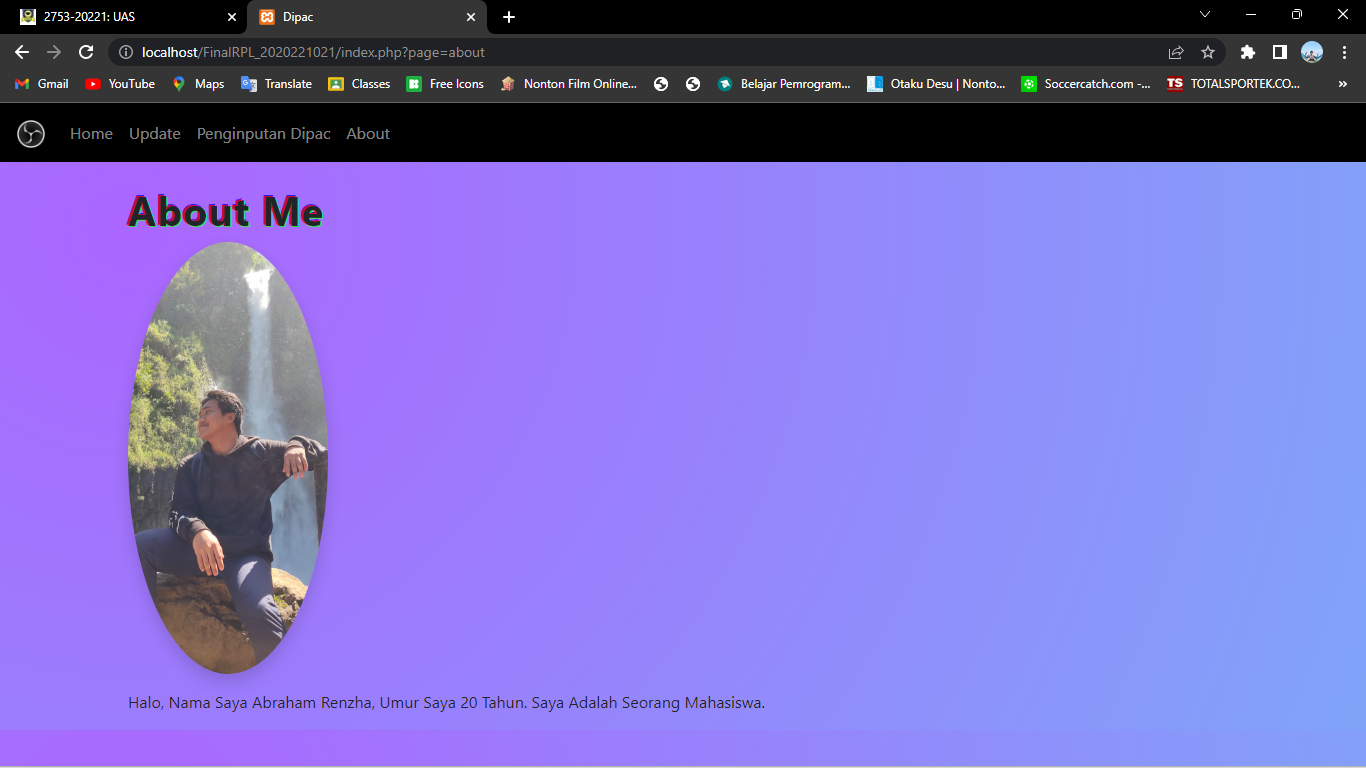 2753-20221: UAS
Dipac
localhost/FinalRPL_2020221021/index.php?page=about
Gmail YouTube Maps Translate Classes Free Icons Nonton Film Online... Belajar Pemrogram... Otaku Desu | Nonto... Soccercatch.com -... TS TOTALSPORTEK.CO... »
Home Update Penginputan Dipac About
About Me
Halo, Nama Saya Abraham Renzha, Umur Saya 20 Tahun. Saya Adalah Seorang Mahasiswa.